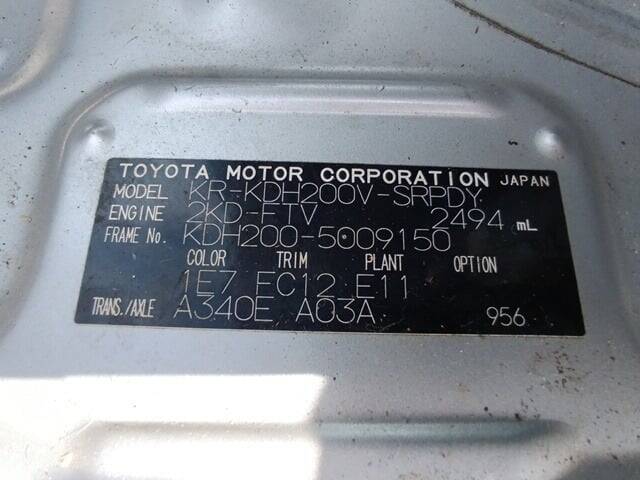 TOYOTA MOTOR CORPORATION JAPAN
MODEL KR-KDH200V-SRPDY
ENGINE 2KD-FTV 2494 mL
FRAME No. KDH200-5009150
COLOR TRIM PLANT OPTION
1E7 FC12 E11
TRANS./AXLE A340E A03A 956